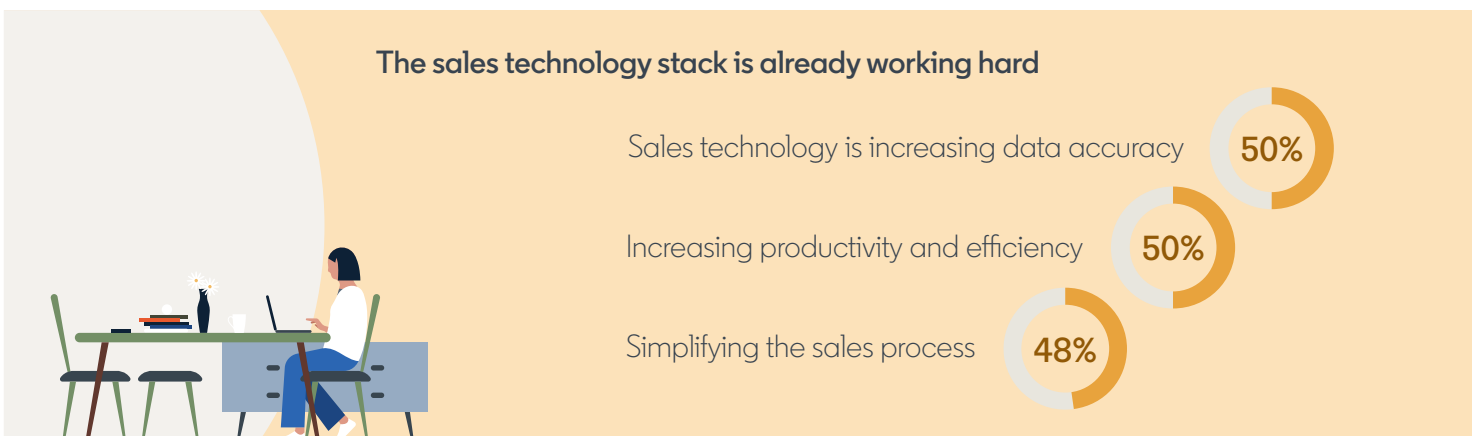 The sales technology stack is already working hard
Sales technology is increasing data accuracy
50%
Increasing productivity and efficiency
50%
Simplifying the sales process
48%